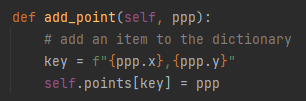 def add_point(self, ppp):
    # add an item to the dictionary
    key = f"{ppp.x},{ppp.y}"
    self.points[key] = ppp